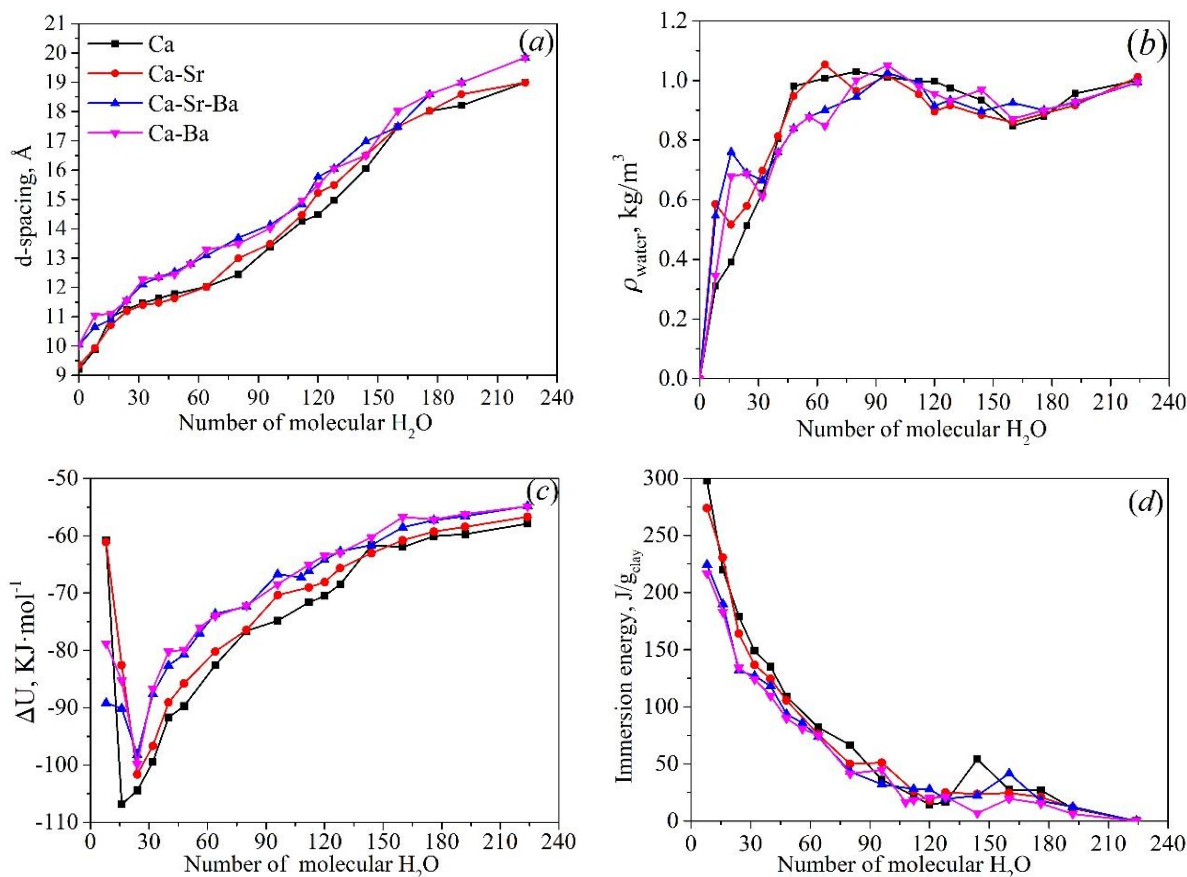 (a)
d-spacing, Å
21
20
19
18
17
16
15
14
13
12
11
10
9
Ca
Ca-Sr
Ca-Sr-Ba
Ca-Ba
0 30 60 90 120 150 180 210 240
Number of molecular H₂O
(b)
ρwater, kg/m³
1.2
1.0
0.8
0.6
0.4
0.2
0.0
0 30 60 90 120 150 180 210 240
Number of molecular H₂O
(c)
ΔU, KJ·mol⁻¹
-50
-60
-70
-80
-90
-100
-110
0 30 60 90 120 150 180 210 240
Number of molecular H₂O
(d)
Immersion energy, J/gclay
300
250
200
150
100
50
0
0 30 60 90 120 150 180 210 240
Number of molecular H₂O